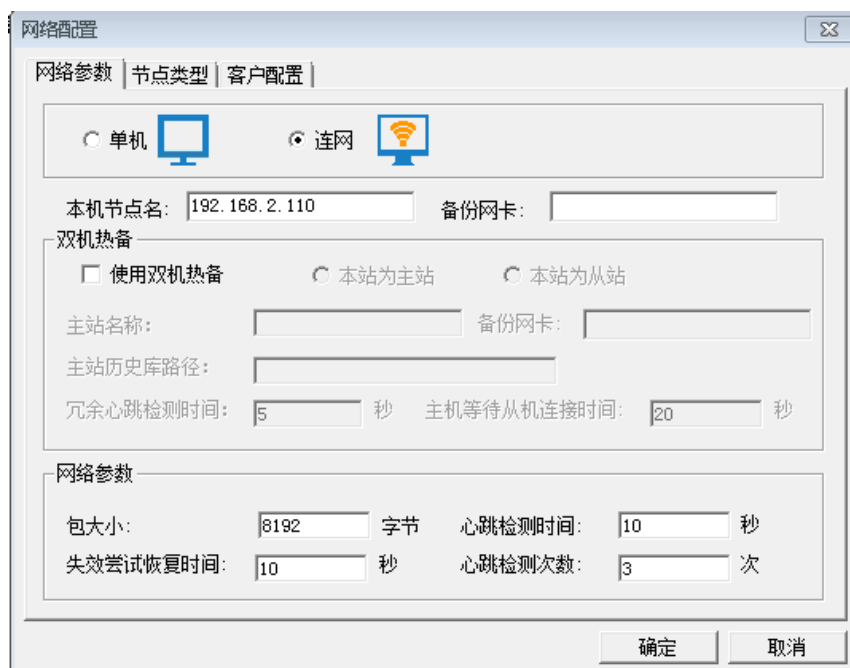 网络配置
网络参数 节点类型 客户配置
单机 连网
本机节点名: 192.168.2.110 备份网卡:
双机热备
使用双机热备 本站为主站 本站为从站
主站名称: 备份网卡:
主站历史库路径:
冗余心跳检测时间: 5 秒 主机等待从机连接时间: 20 秒
网络参数
包大小: 8192 字节 心跳检测时间: 10 秒
失效尝试恢复时间: 10 秒 心跳检测次数: 3 次
确定 取消